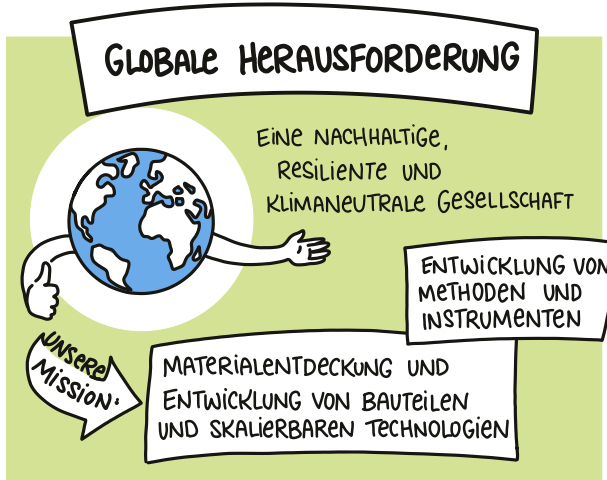 GLOBALE HERAUSFORDERUNG
EINE NACHHALTIGE,
RESILIENTE UND
KLIMANEUTRALE GESELLSCHAFT
ENTWICKLUNG VON
METHODEN UND
INSTRUMENTEN
UNSERE
MISSION:
MATERIALENTDECKUNG UND
ENTWICKLUNG VON BAUTEILEN
UND SKALIERBAREN TECHNOLOGIEN